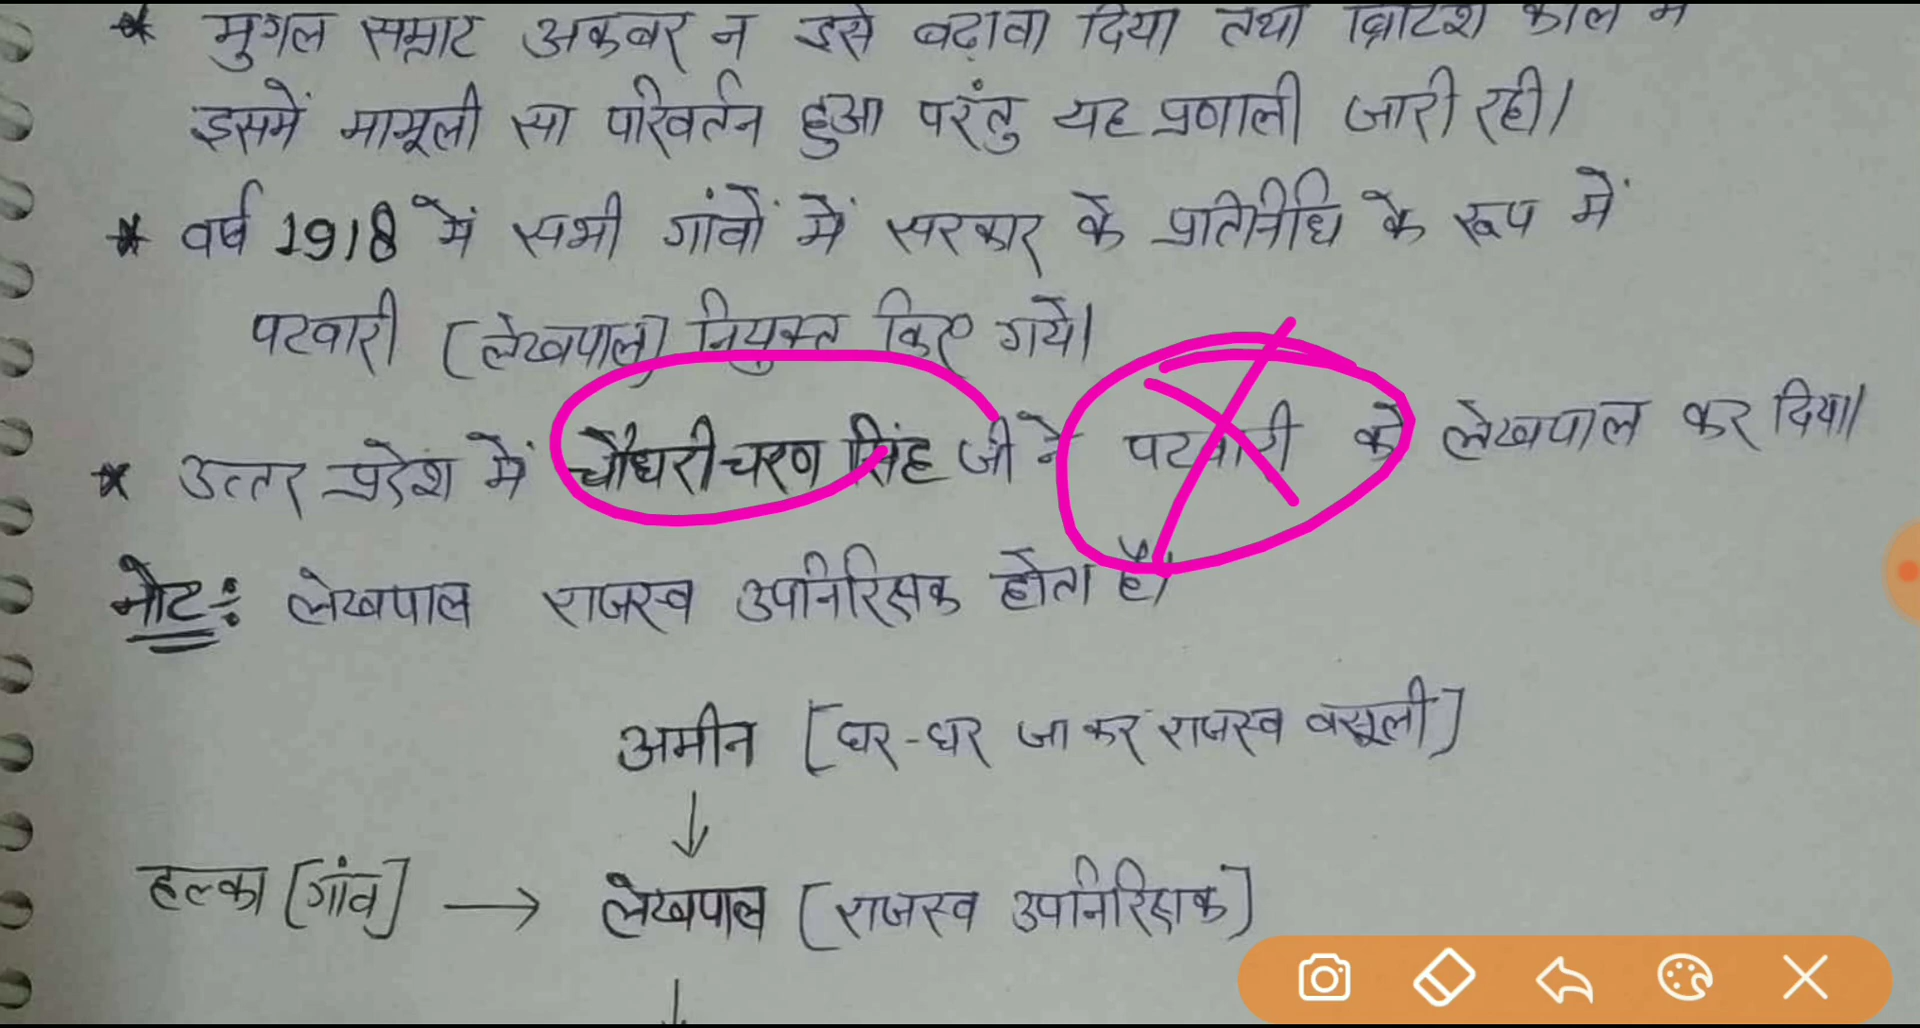 * मुगल सम्राट अकबर न इसे बढ़ावा दिया तथा ब्रिटिश काल म
इसमें मामूली सा परिवर्तन हुआ परंतु यह प्रणाली जारी रही।
* वर्ष 1918 में सभी गांवों में सरकार के प्रतिनिधि के रूप में
पटवारी [लेखपाल] नियुक्त किए गये।
* उत्तर प्रदेश में चौधरी चरण सिंह जी ने पटवारी को लेखपाल कर दिया।
नोट:- लेखपाल राजस्व उपनिरिक्षक होता है।
अमीन [घर-घर जा कर राजस्व वसूली]
↓
हल्का [गांव] → लेखपाल [राजस्व उपनिरिक्षक]
↓